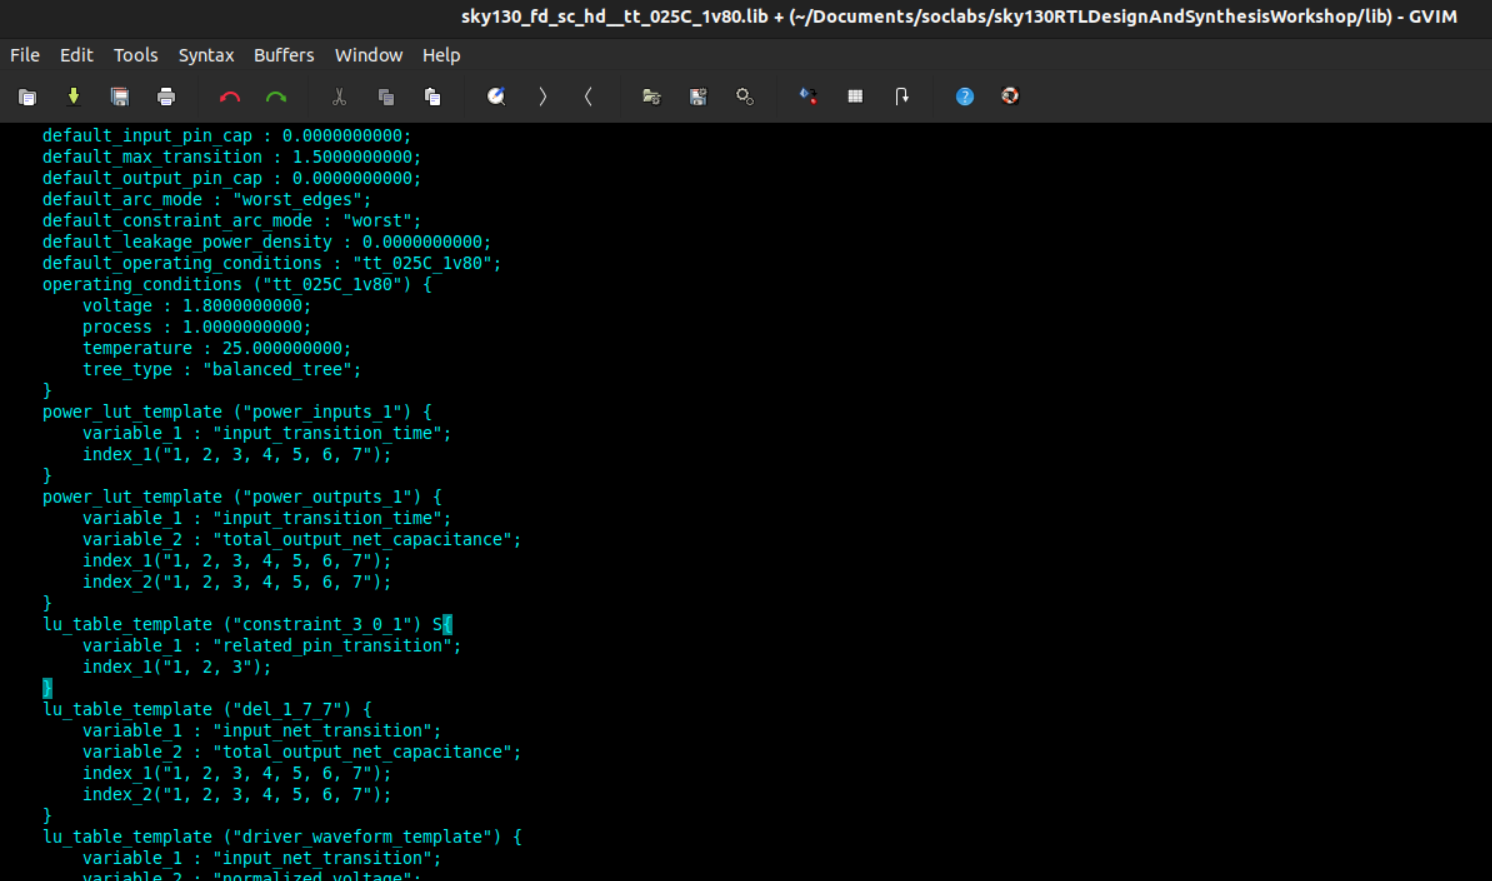 sky130_fd_sc_hd__tt_025C_1v80.lib + (~/Documents/soclabs/sky130RTLDesignAndSynthesisWorkshop/lib) - GVIM
File Edit Tools Syntax Buffers Window Help
default_input_pin_cap : 0.0000000000;
default_max_transition : 1.5000000000;
default_output_pin_cap : 0.0000000000;
default_arc_mode : "worst_edges";
default_constraint_arc_mode : "worst";
default_leakage_power_density : 0.0000000000;
default_operating_conditions : "tt_025C_1v80";
operating_conditions ("tt_025C_1v80") {
voltage : 1.8000000000;
process : 1.0000000000;
temperature : 25.000000000;
tree_type : "balanced_tree";
}
power_lut_template ("power_inputs_1") {
variable_1 : "input_transition_time";
index_1("1, 2, 3, 4, 5, 6, 7");
}
power_lut_template ("power_outputs_1") {
variable_1 : "input_transition_time";
variable_2 : "total_output_net_capacitance";
index_1("1, 2, 3, 4, 5, 6, 7");
index_2("1, 2, 3, 4, 5, 6, 7");
}
lu_table_template ("constraint_3_0_1") S{
variable_1 : "related_pin_transition";
index_1("1, 2, 3");
}
lu_table_template ("del_1_7_7") {
variable_1 : "input_net_transition";
variable_2 : "total_output_net_capacitance";
index_1("1, 2, 3, 4, 5, 6, 7");
index_2("1, 2, 3, 4, 5, 6, 7");
}
lu_table_template ("driver_waveform_template") {
variable_1 : "input_net_transition";
variable_2 : "normalized_voltage";